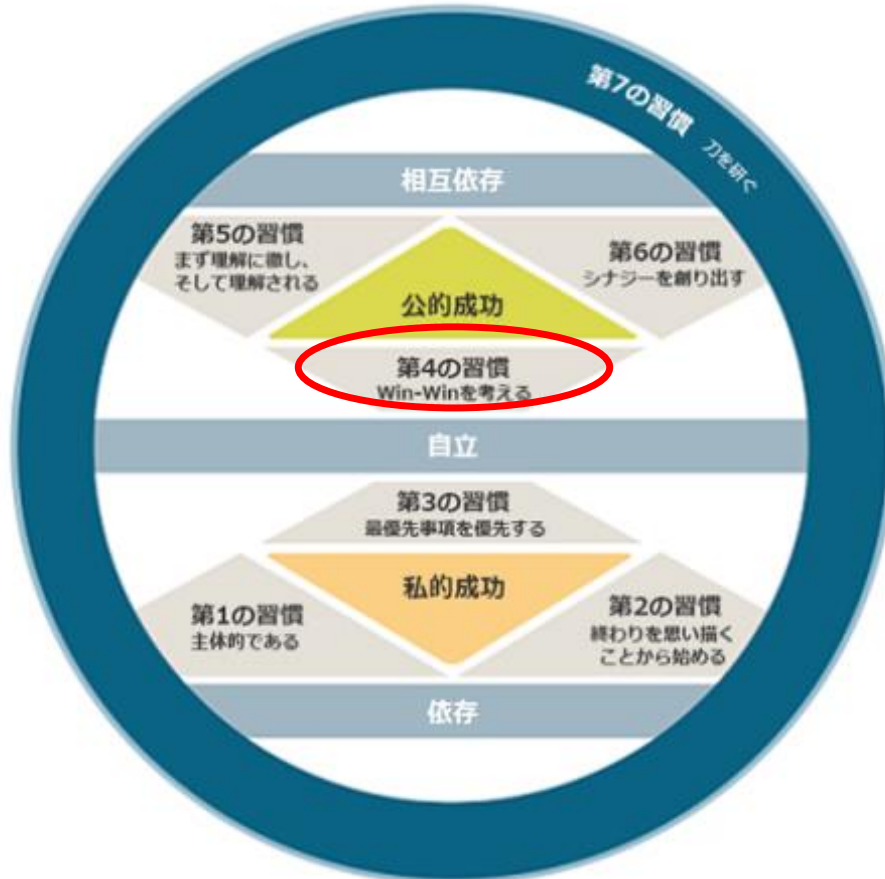 第7の習慣 刀を研ぐ
相互依存
第5の習慣
まず理解に徹し、
そして理解される
第6の習慣
シナジーを創り出す
公的成功
第4の習慣
Win-Winを考える
自立
第3の習慣
最優先事項を優先する
私的成功
第1の習慣
主体的である
第2の習慣
終わりを思い描く
ことから始める
依存